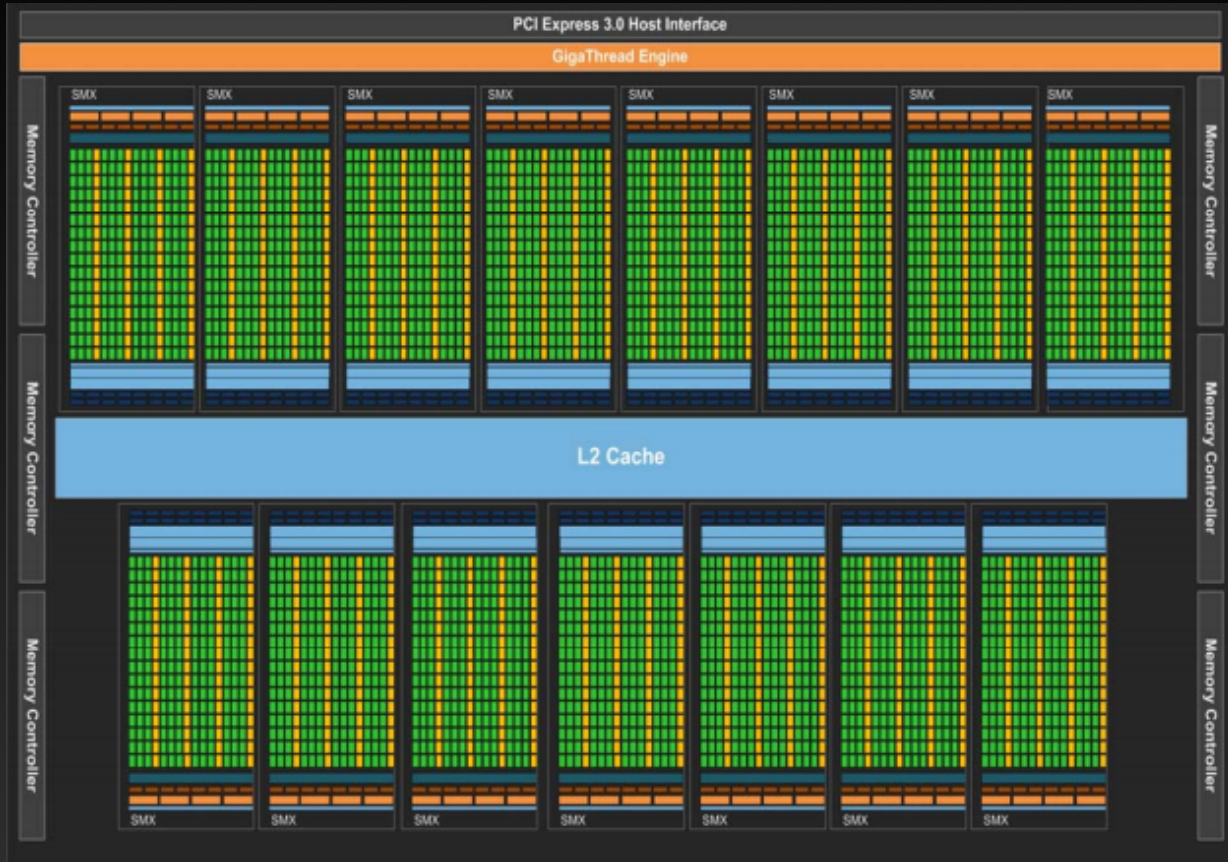 PCI Express 3.0 Host Interface
GigaThread Engine
SMX
SMX
SMX
SMX
SMX
SMX
SMX
SMX
Memory Controller
Memory Controller
Memory Controller
Memory Controller
L2 Cache
Memory Controller
Memory Controller
SMX
SMX
SMX
SMX
SMX
SMX
SMX